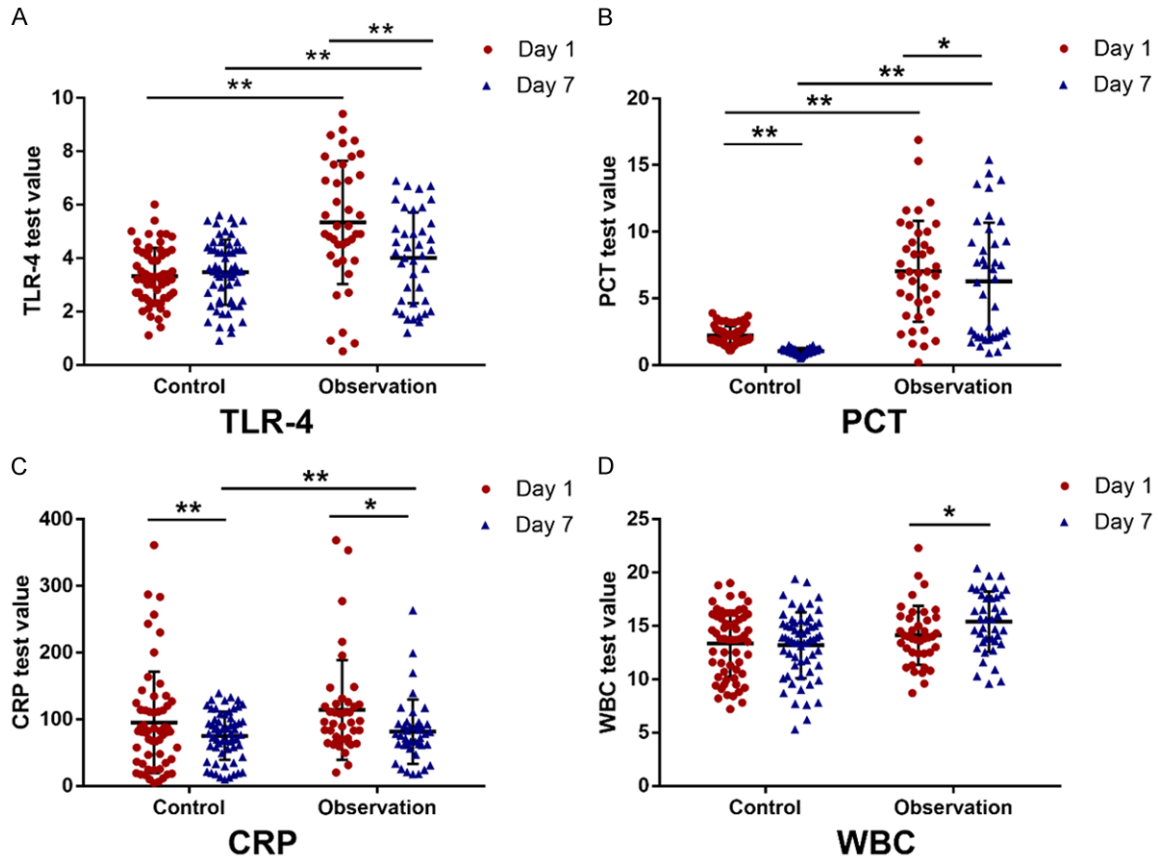 A
**
**
**
Day 1
Day 7
TLR-4 test value
10
8
6
4
2
0
Control
Observation
TLR-4
B
*
**
**
**
Day 1
Day 7
PCT test value
20
15
10
5
0
Control
Observation
PCT
C
**
**
*
Day 1
Day 7
CRP test value
400
300
200
100
0
Control
Observation
CRP
D
*
Day 1
Day 7
WBC test value
25
20
15
10
5
0
Control
Observation
WBC